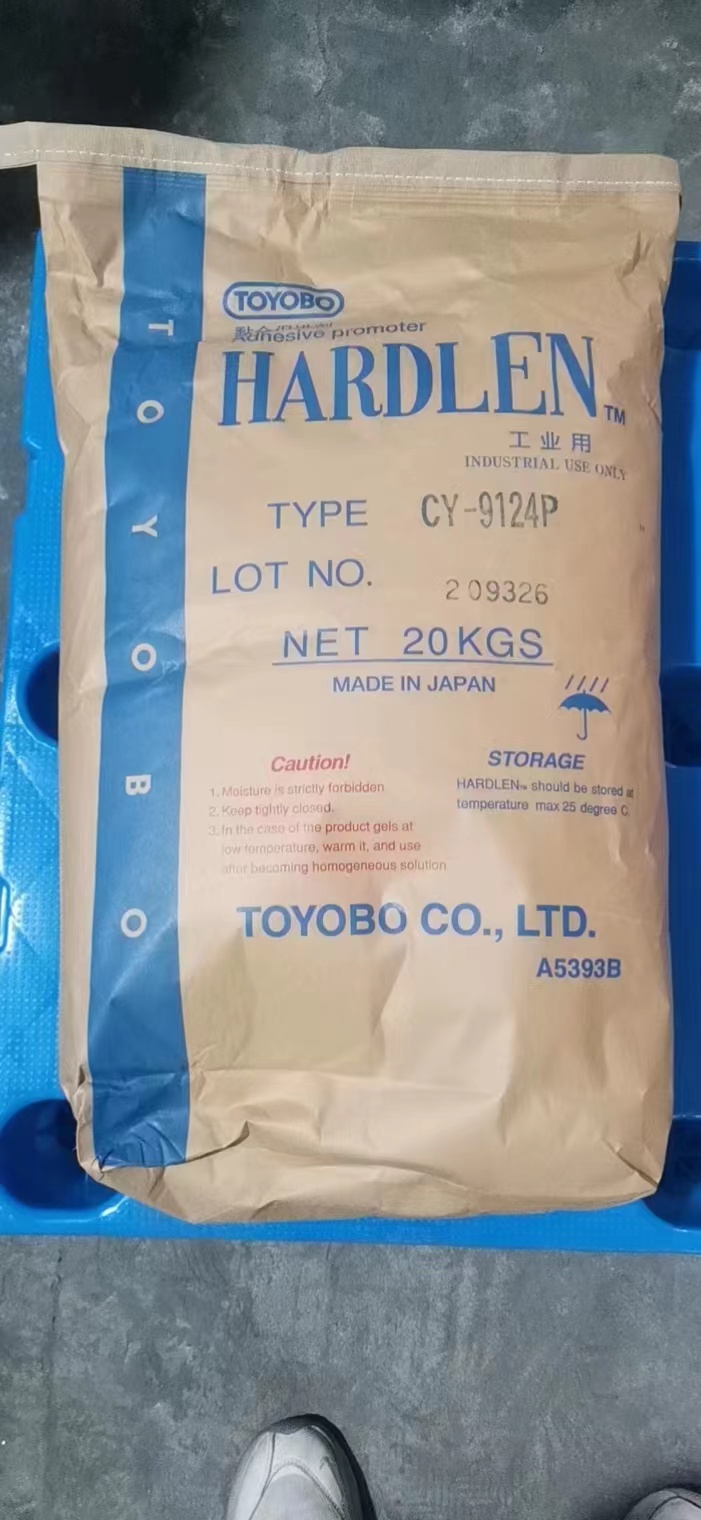 TOYOBO
TOYOBO
Adhesive promoter
HARDLEN TM
工业用
INDUSTRIAL USE ONLY
TYPE CY-9124P
LOT NO. 209326
NET 20KGS
MADE IN JAPAN
Caution!
1. Moisture is strictly forbidden
2. Keep tightly closed.
3. In the case of the product gels at
low temperature, warm it, and use
after becoming homogeneous solution
STORAGE
HARDLEN™ should be stored at
temperature max 25 degree C.
TOYOBO CO., LTD.
A5393B